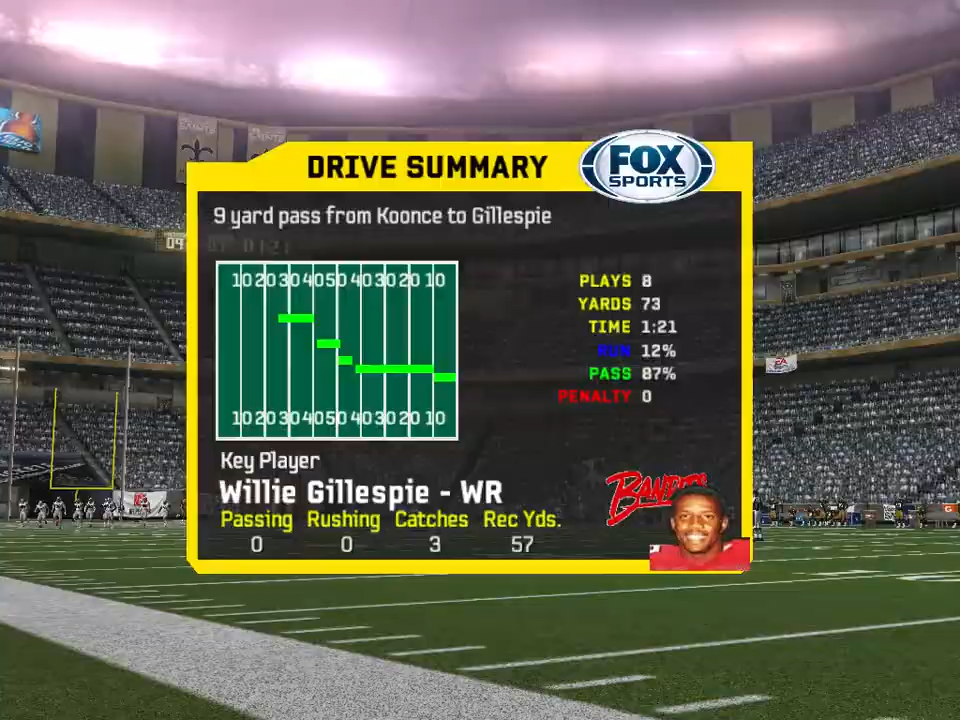 DRIVE SUMMARY
FOX
SPORTS
9 yard pass from Koonce to Gillespie
10 20 30 40 50 40 30 20 10
10 20 30 40 50 40 30 20 10
PLAYS 8
YARDS 73
TIME 1:21
RUN 12%
PASS 87%
PENALTY 0
Key Player
Willie Gillespie - WR
Passing Rushing Catches Rec Yds.
0 0 3 57